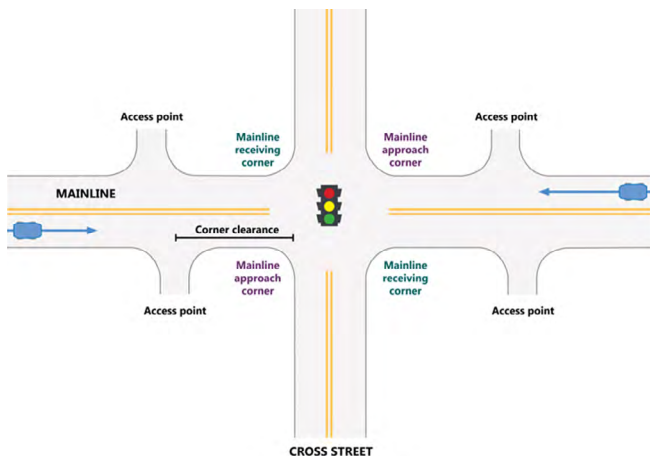 Access point
Access point
Mainline
receiving
corner
Mainline
approach
corner
MAINLINE
Corner clearance
Mainline
approach
corner
Mainline
receiving
corner
Access point
Access point
CROSS STREET